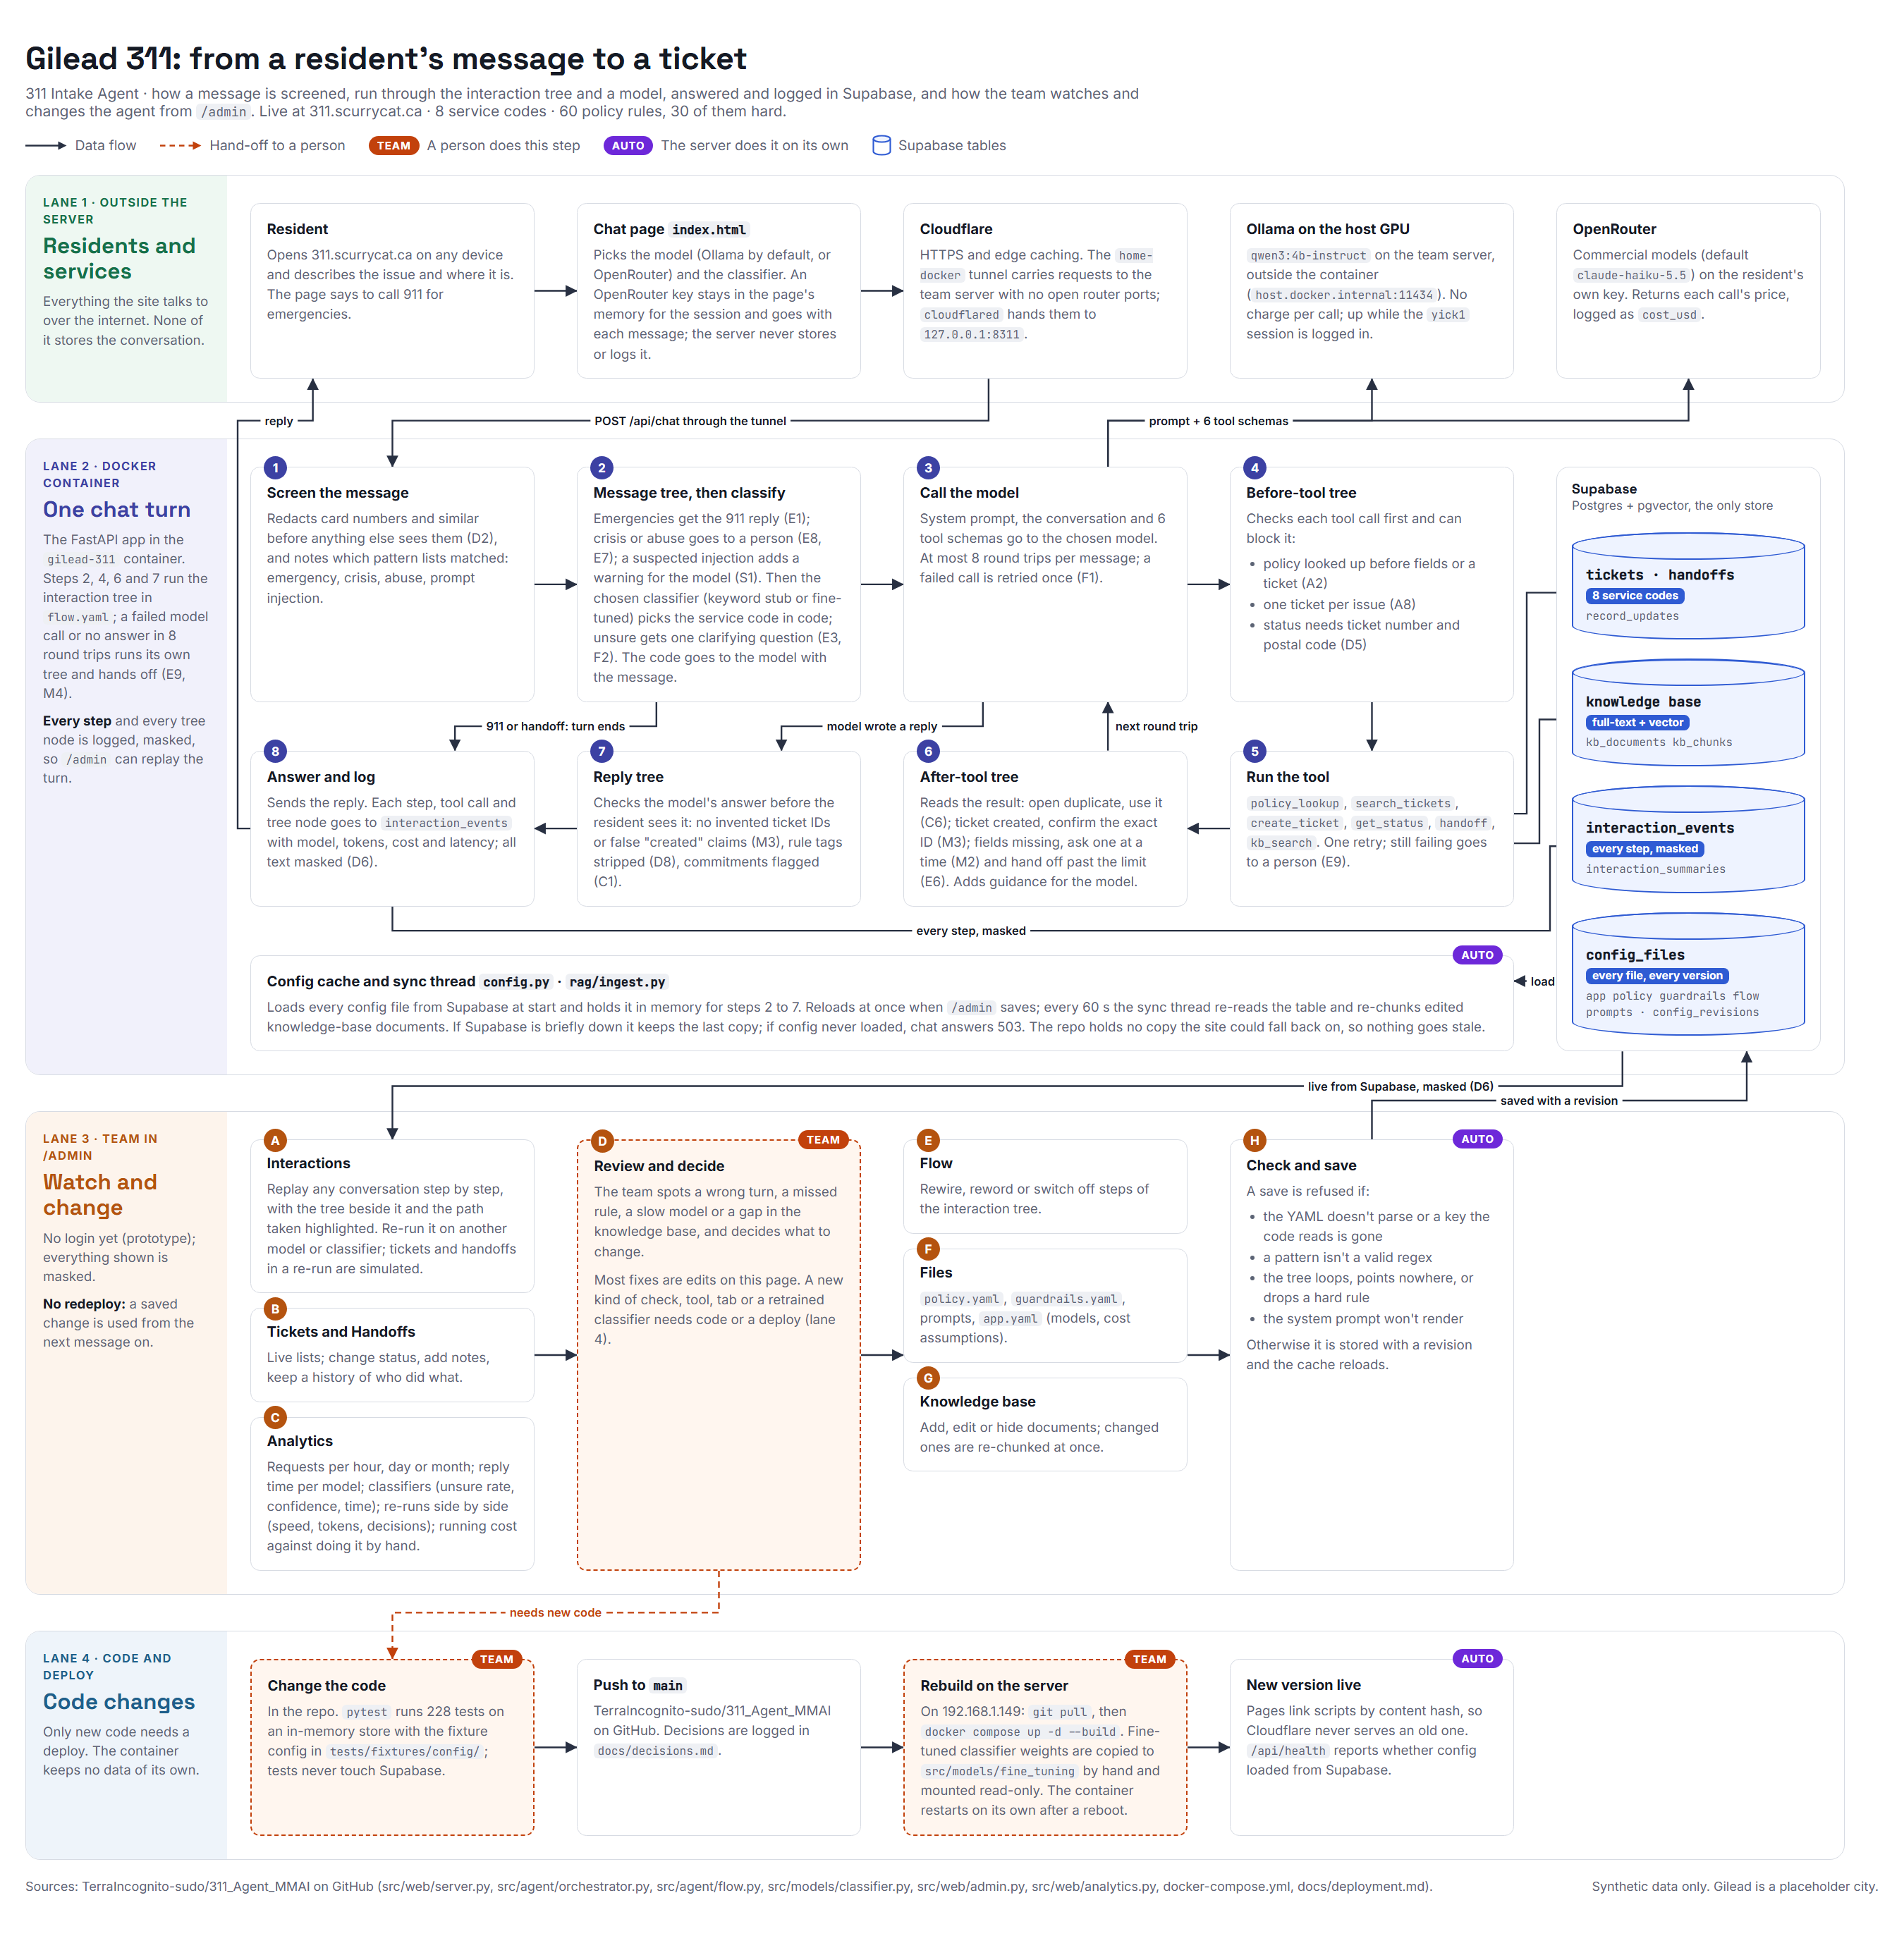 Gilead 311: from a resident's message to a ticket
311 Intake Agent · how a message is screened, run through the interaction tree and a model, answered and logged in Supabase, and how the team watches and
changes the agent from /admin. Live at 311.scurrycat.ca · 8 service codes · 60 policy rules, 30 of them hard.
Data flow
Hand-off to a person
TEAM A person does this step
AUTO The server does it on its own
Supabase tables
LANE 1 · OUTSIDE THE
SERVER
Residents and
services
Everything the site talks to
over the internet. None of
it stores the conversation.
Resident
Opens 311.scurrycat.ca on any device
and describes the issue and where it is.
The page says to call 911 for
emergencies.
Chat page index.html
Picks the model (Ollama by default, or
OpenRouter) and the classifier. An
OpenRouter key stays in the page's
memory for the session and goes with
each message; the server never stores
or logs it.
Cloudflare
HTTPS and edge caching. The home-
docker tunnel carries requests to the
team server with no open router ports;
cloudflared hands them to
127.0.0.1:8311.
Ollama on the host GPU
qwen3:4b-instruct on the team server,
outside the container
(host.docker.internal:11434). No
charge per call; up while the yick1
session is logged in.
OpenRouter
Commercial models (default
claude-haiku-5.5) on the resident's
own key. Returns each call's price,
logged as cost_usd.
reply
POST /api/chat through the tunnel
prompt + 6 tool schemas
LANE 2 · DOCKER
CONTAINER
One chat turn
The FastAPI app in the
gilead-311 container.
Steps 2, 4, 6 and 7 run the
interaction tree in
flow.yaml; a failed model
call or no answer in 8
round trips runs its own
tree and hands off (E9,
M4).
Every step and every tree
node is logged, masked,
so /admin can replay the
turn.
1
Screen the message
Redacts card numbers and similar
before anything else sees them (D2),
and notes which pattern lists matched:
emergency, crisis, abuse, prompt
injection.
2
Message tree, then classify
Emergencies get the 911 reply (E1);
crisis or abuse goes to a person (E8,
E7); a suspected injection adds a
warning for the model (S1). Then the
chosen classifier (keyword stub or fine-
tuned) picks the service code in code;
unsure gets one clarifying question (E3,
F2). The code goes to the model with
the message.
3
Call the model
System prompt, the conversation and 6
tool schemas go to the chosen model.
At most 8 round trips per message; a
failed call is retried once (F1).
4
Before-tool tree
Checks each tool call first and can
block it:
• policy looked up before fields or a
ticket (A2)
• one ticket per issue (A8)
• status needs ticket number and
postal code (D5)
Supabase
Postgres + pgvector, the only store
tickets · handoffs
8 service codes
record_updates
knowledge base
full-text + vector
kb_documents kb_chunks
interaction_events
every step, masked
interaction_summaries
config_files
every file, every version
app policy guardrails flow
prompts · config_revisions
911 or handoff: turn ends
model wrote a reply
next round trip
8
Answer and log
Sends the reply. Each step, tool call and
tree node goes to interaction_events
with model, tokens, cost and latency; all
text masked (D6).
7
Reply tree
Checks the model's answer before the
resident sees it: no invented ticket IDs
or false "created" claims (M3), rule tags
stripped (D8), commitments flagged
(C1).
6
After-tool tree
Reads the result: open duplicate, use it
(C6); ticket created, confirm the exact
ID (M3); fields missing, ask one at a
time (M2) and hand off past the limit
(E6). Adds guidance for the model.
5
Run the tool
policy_lookup, search_tickets,
create_ticket, get_status, handoff,
kb_search. One retry; still failing goes
to a person (E9).
every step, masked
AUTO
Config cache and sync thread config.py · rag/ingest.py
Loads every config file from Supabase at start and holds it in memory for steps 2 to 7. Reloads at once when /admin saves; every 60 s the sync thread re-reads the table and re-chunks edited
knowledge-base documents. If Supabase is briefly down it keeps the last copy; if config never loaded, chat answers 503. The repo holds no copy the site could fall back on, so nothing goes stale.
load
live from Supabase, masked (D6)
saved with a revision
LANE 3 · TEAM IN
/ADMIN
Watch and
change
No login yet (prototype);
everything shown is
masked.
No redeploy: a saved
change is used from the
next message on.
A
Interactions
Replay any conversation step by step,
with the tree beside it and the path
taken highlighted. Re-run it on another
model or classifier; tickets and handoffs
in a re-run are simulated.
B
Tickets and Handoffs
Live lists; change status, add notes,
keep a history of who did what.
C
Analytics
Requests per hour, day or month; reply
time per model; classifiers (unsure rate,
confidence, time); re-runs side by side
(speed, tokens, decisions); running cost
against doing it by hand.
D
TEAM
Review and decide
The team spots a wrong turn, a missed
rule, a slow model or a gap in the
knowledge base, and decides what to
change.
Most fixes are edits on this page. A new
kind of check, tool, tab or a retrained
classifier needs code or a deploy (lane
4).
E
Flow
Rewire, reword or switch off steps of
the interaction tree.
F
Files
policy.yaml, guardrails.yaml,
prompts, app.yaml (models, cost
assumptions).
G
Knowledge base
Add, edit or hide documents; changed
ones are re-chunked at once.
H
AUTO
Check and save
A save is refused if:
• the YAML doesn't parse or a key the
code reads is gone
• a pattern isn't a valid regex
• the tree loops, points nowhere, or
drops a hard rule
• the system prompt won't render
Otherwise it is stored with a revision
and the cache reloads.
needs new code
LANE 4 · CODE AND
DEPLOY
Code changes
Only new code needs a
deploy. The container
keeps no data of its own.
TEAM
Change the code
In the repo. pytest runs 228 tests on
an in-memory store with the fixture
config in tests/fixtures/config/;
tests never touch Supabase.
Push to main
TerraIncognito-sudo/311_Agent_MMAI
on GitHub. Decisions are logged in
docs/decisions.md.
TEAM
Rebuild on the server
On 192.168.1.149: git pull, then
docker compose up -d --build. Fine-
tuned classifier weights are copied to
src/models/fine_tuning by hand and
mounted read-only. The container
restarts on its own after a reboot.
AUTO
New version live
Pages link scripts by content hash, so
Cloudflare never serves an old one.
/api/health reports whether config
loaded from Supabase.
Sources: TerraIncognito-sudo/311_Agent_MMAI on GitHub (src/web/server.py, src/agent/orchestrator.py, src/agent/flow.py, src/models/classifier.py, src/web/admin.py, src/web/analytics.py, docker-compose.yml, docs/deployment.md).
Synthetic data only. Gilead is a placeholder city.